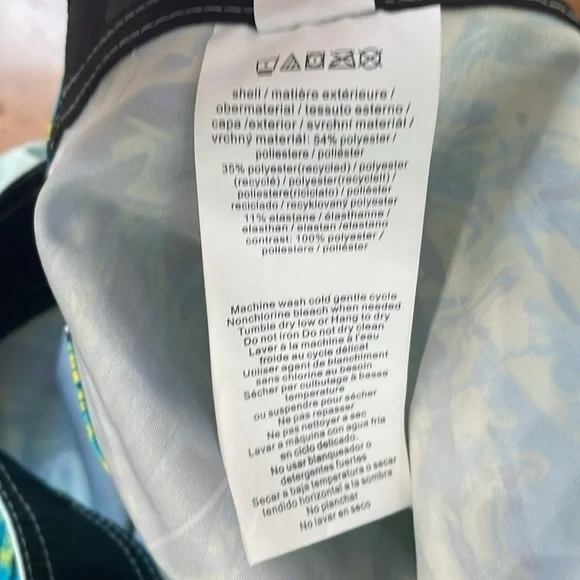 shell / matière extérieure /
obermaterial / tessuto esterno /
capa /exterior / svrchní materiál /
vrchný materiál: 54% polyester /
poliestere / poliéster
35% polyester(recycled) / polyester
(recyclé) / polyester(recycelt) /
poliestere(riciclato) / poliéster
reciclado / recyklovaný polyester
11% elastane / élasthanne /
elasthan / elastan /elasteno
contrast: 100% polyester /
poliestere / poliéster
Machine wash cold gentle cycle
Nonchlorine bleach when needed
Tumble dry low or Hang to dry
Do not iron Do not dry clean
Laver à la machine à l'eau
froide au cycle délicat
Utiliser agent de blanchiment
sans chlorine au besoin
Sécher par culbutage à basse
température
ou suspendre pour sécher
Ne pas repasser
Ne pas nettoyer a sec
Lavar a máquina con agua fria
en ciclo delicado.
No usar blanqueador o
detergentes fuertes
Secar a baja temperatura o secar
tendido horizontal à la sombra
No planchar
No lavar en seco